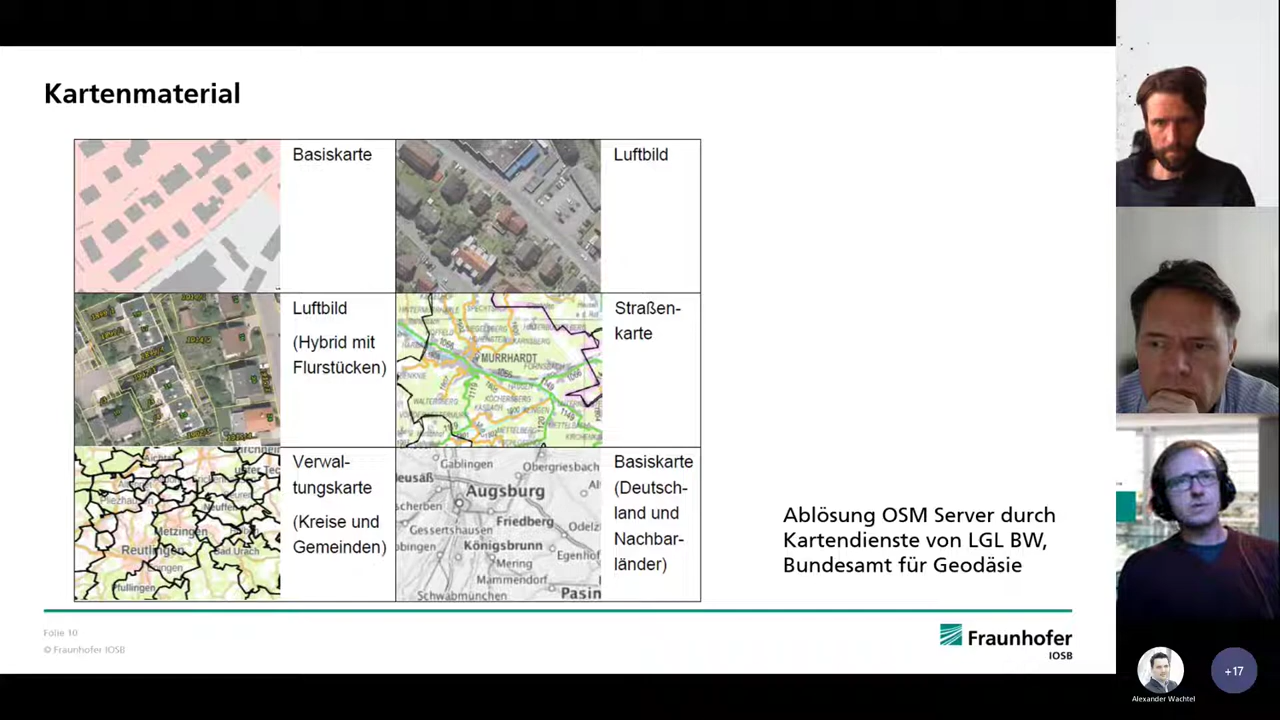 Kartenmaterial
Basiskarte
Luftbild
Luftbild
(Hybrid mit
Flurstücken)
MURRHARDT
Straßen-
karte
Reutlingen
Metzingen
Bad Urach
Pfullingen
Verwal-
tungskarte
(Kreise und
Gemeinden)
Gablingen
Obergriesbach
Augsburg
Friedberg
Gessertshausen
Königsbrunn
Mering
Mammendorf
Schwabmünchen
Pasin
Basiskarte
(Deutsch-
land und
Nachbar-
länder)
Ablösung OSM Server durch
Kartendienste von LGL BW,
Bundesamt für Geodäsie
Folie 10
© Fraunhofer IOSB
Fraunhofer
IOSB
Alexander Wachtel
+17